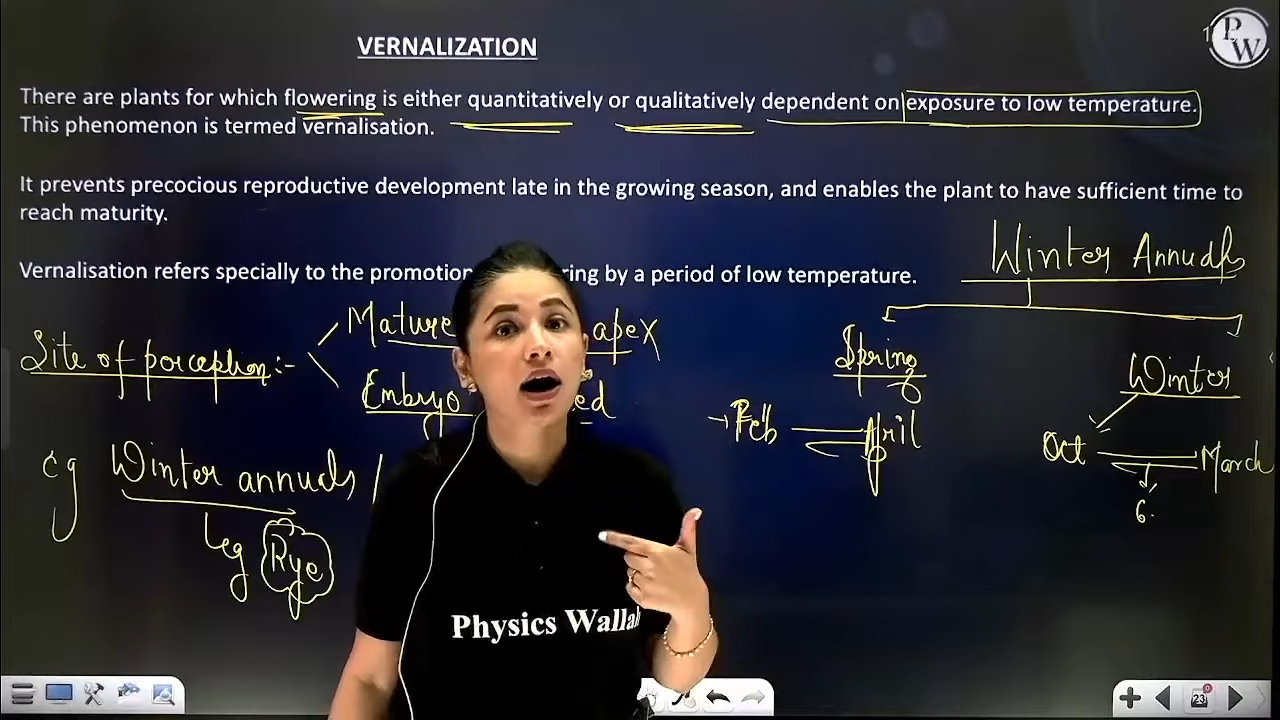 VERNALIZATION
PW
There are plants for which flowering is either quantitatively or qualitatively dependent on exposure to low temperature.
This phenomenon is termed vernalisation.
It prevents precocious reproductive development late in the growing season, and enables the plant to have sufficient time to
reach maturity.
Vernalisation refers specially to the promotion ring by a period of low temperature.
Winter Annuals
Site of perception:-
Mature apex
Embryo ed
Spring
Feb April
Winter
Oct March
6.
eg Winter annuals /
eg Rye
Physics Wallah
23